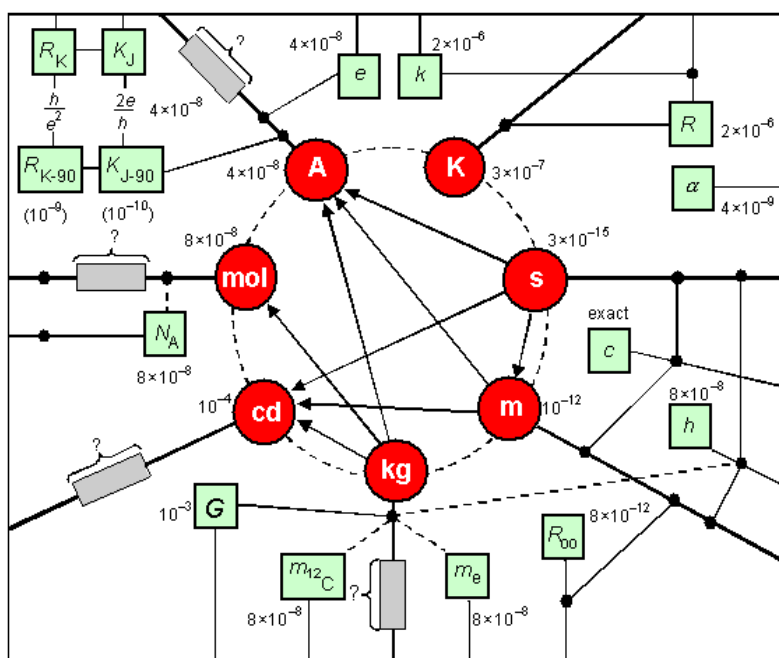 ?
4×10⁻⁸
2×10⁻⁶
R_K
K_J
e
k
h/e²
2e/h
4×10⁻⁸
R
2×10⁻⁶
R_K-90
K_J-90
4×10⁻⁸
A
K
3×10⁻⁷
α
(10⁻⁹)
(10⁻¹⁰)
4×10⁻⁹
?
8×10⁻⁸
3×10⁻¹⁵
mol
s
exact
N_A
c
8×10⁻⁸
8×10⁻⁸
10⁻⁴
cd
m
10⁻¹²
h
?
kg
10⁻³
G
8×10⁻¹²
R_oo
m_12C
?
m_e
8×10⁻⁸
8×10⁻⁸